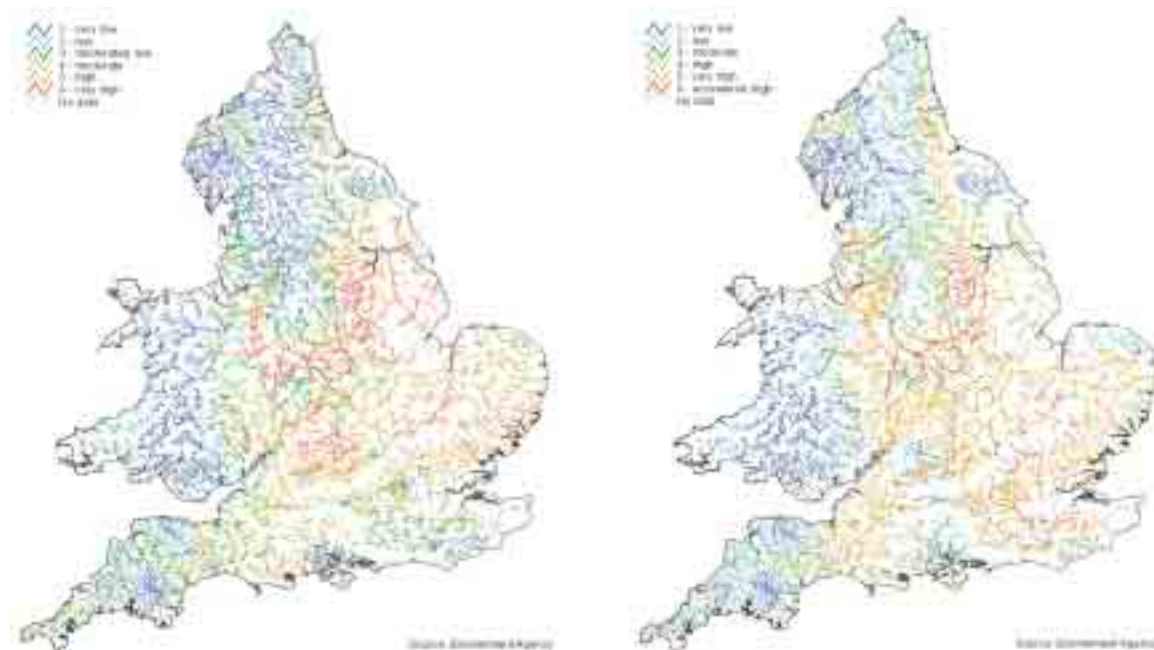 1 - very low
2 - low
3 - moderately low
4 - moderate
5 - high
6 - very high
No data
1 - very low
2 - low
3 - moderate
4 - high
5 - very high
6 - excessively high
No data
Source: Environment Agency
Source: Environment Agency